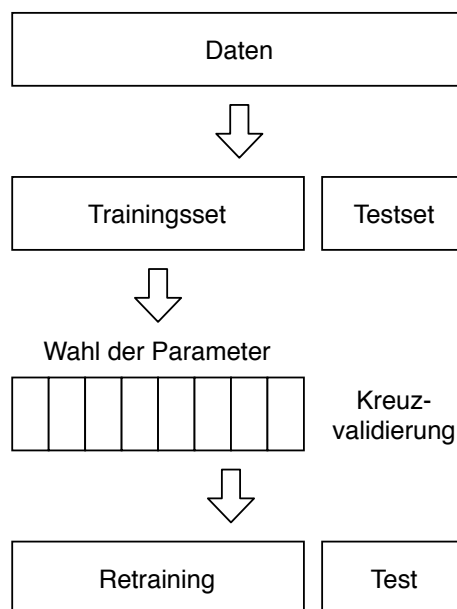 Daten
Trainingsset
Testset
Wahl der Parameter
Kreuz-
validierung
Retraining
Test